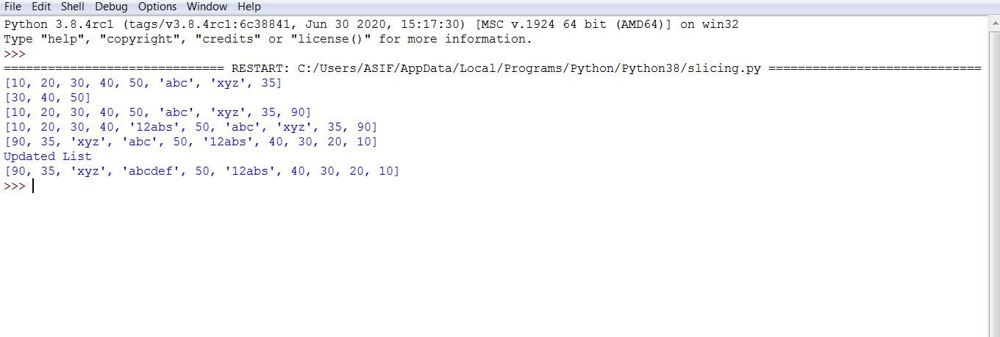 File Edit Shell Debug Options Window Help
Python 3.8.4rc1 (tags/v3.8.4rc1:6c38841, Jun 30 2020, 15:17:30) [MSC v.1924 64 bit (AMD64)] on win32
Type "help", "copyright", "credits" or "license()" for more information.
>>>
============================== RESTART: C:/Users/ASIF/AppData/Local/Programs/Python/Python38/slicing.py =============================
[10, 20, 30, 40, 50, 'abc', 'xyz', 35]
[30, 40, 50]
[10, 20, 30, 40, 50, 'abc', 'xyz', 35, 90]
[10, 20, 30, 40, '12abs', 50, 'abc', 'xyz', 35, 90]
[90, 35, 'xyz', 'abc', 50, '12abs', 40, 30, 20, 10]
Updated List
[90, 35, 'xyz', 'abcdef', 50, '12abs', 40, 30, 20, 10]
>>>